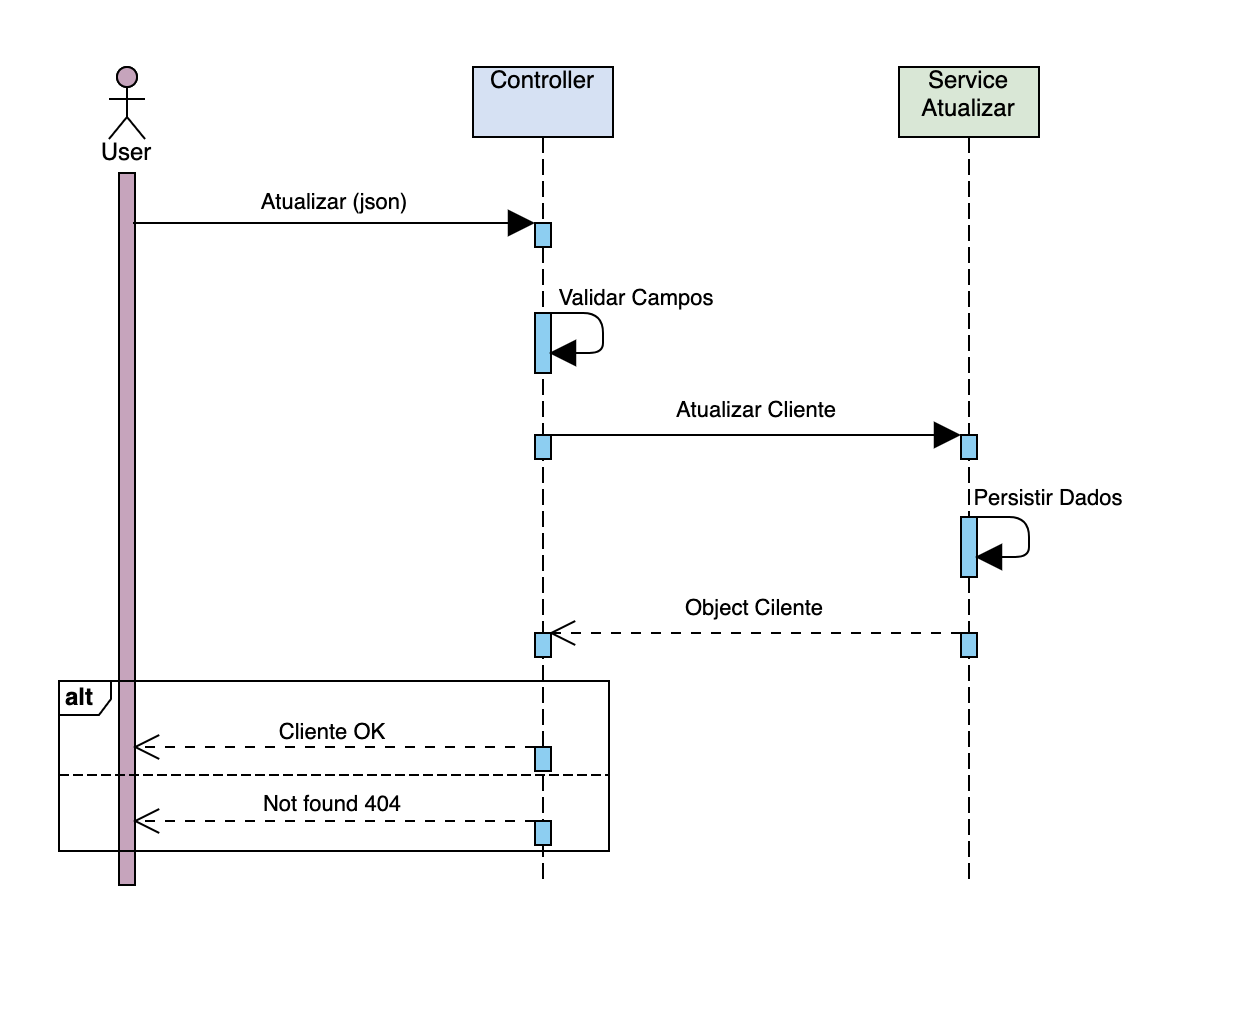 User
Controller
Service
Atualizar
Atualizar (json)
Validar Campos
Atualizar Cliente
Persistir Dados
Object Cilente
alt
Cliente OK
Not found 404